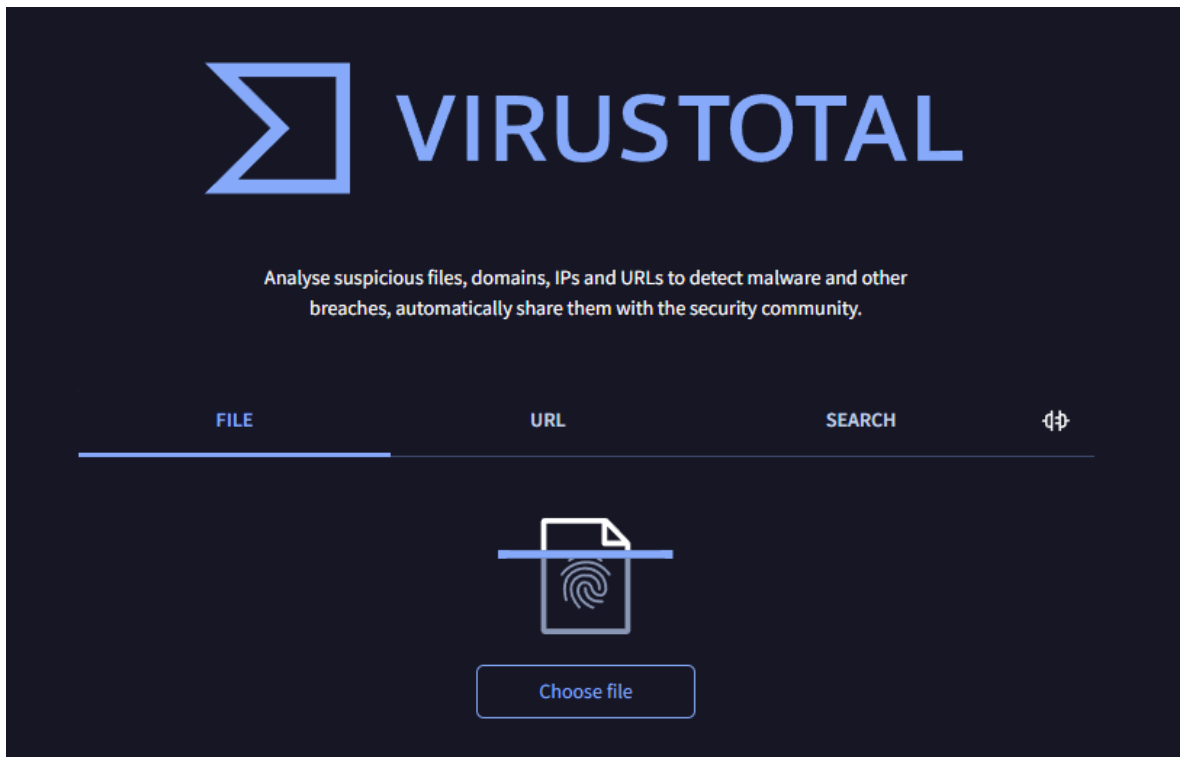 VIRUSTOTAL
Analyse suspicious files, domains, IPs and URLs to detect malware and other
breaches, automatically share them with the security community.
FILE
URL
SEARCH
Choose file